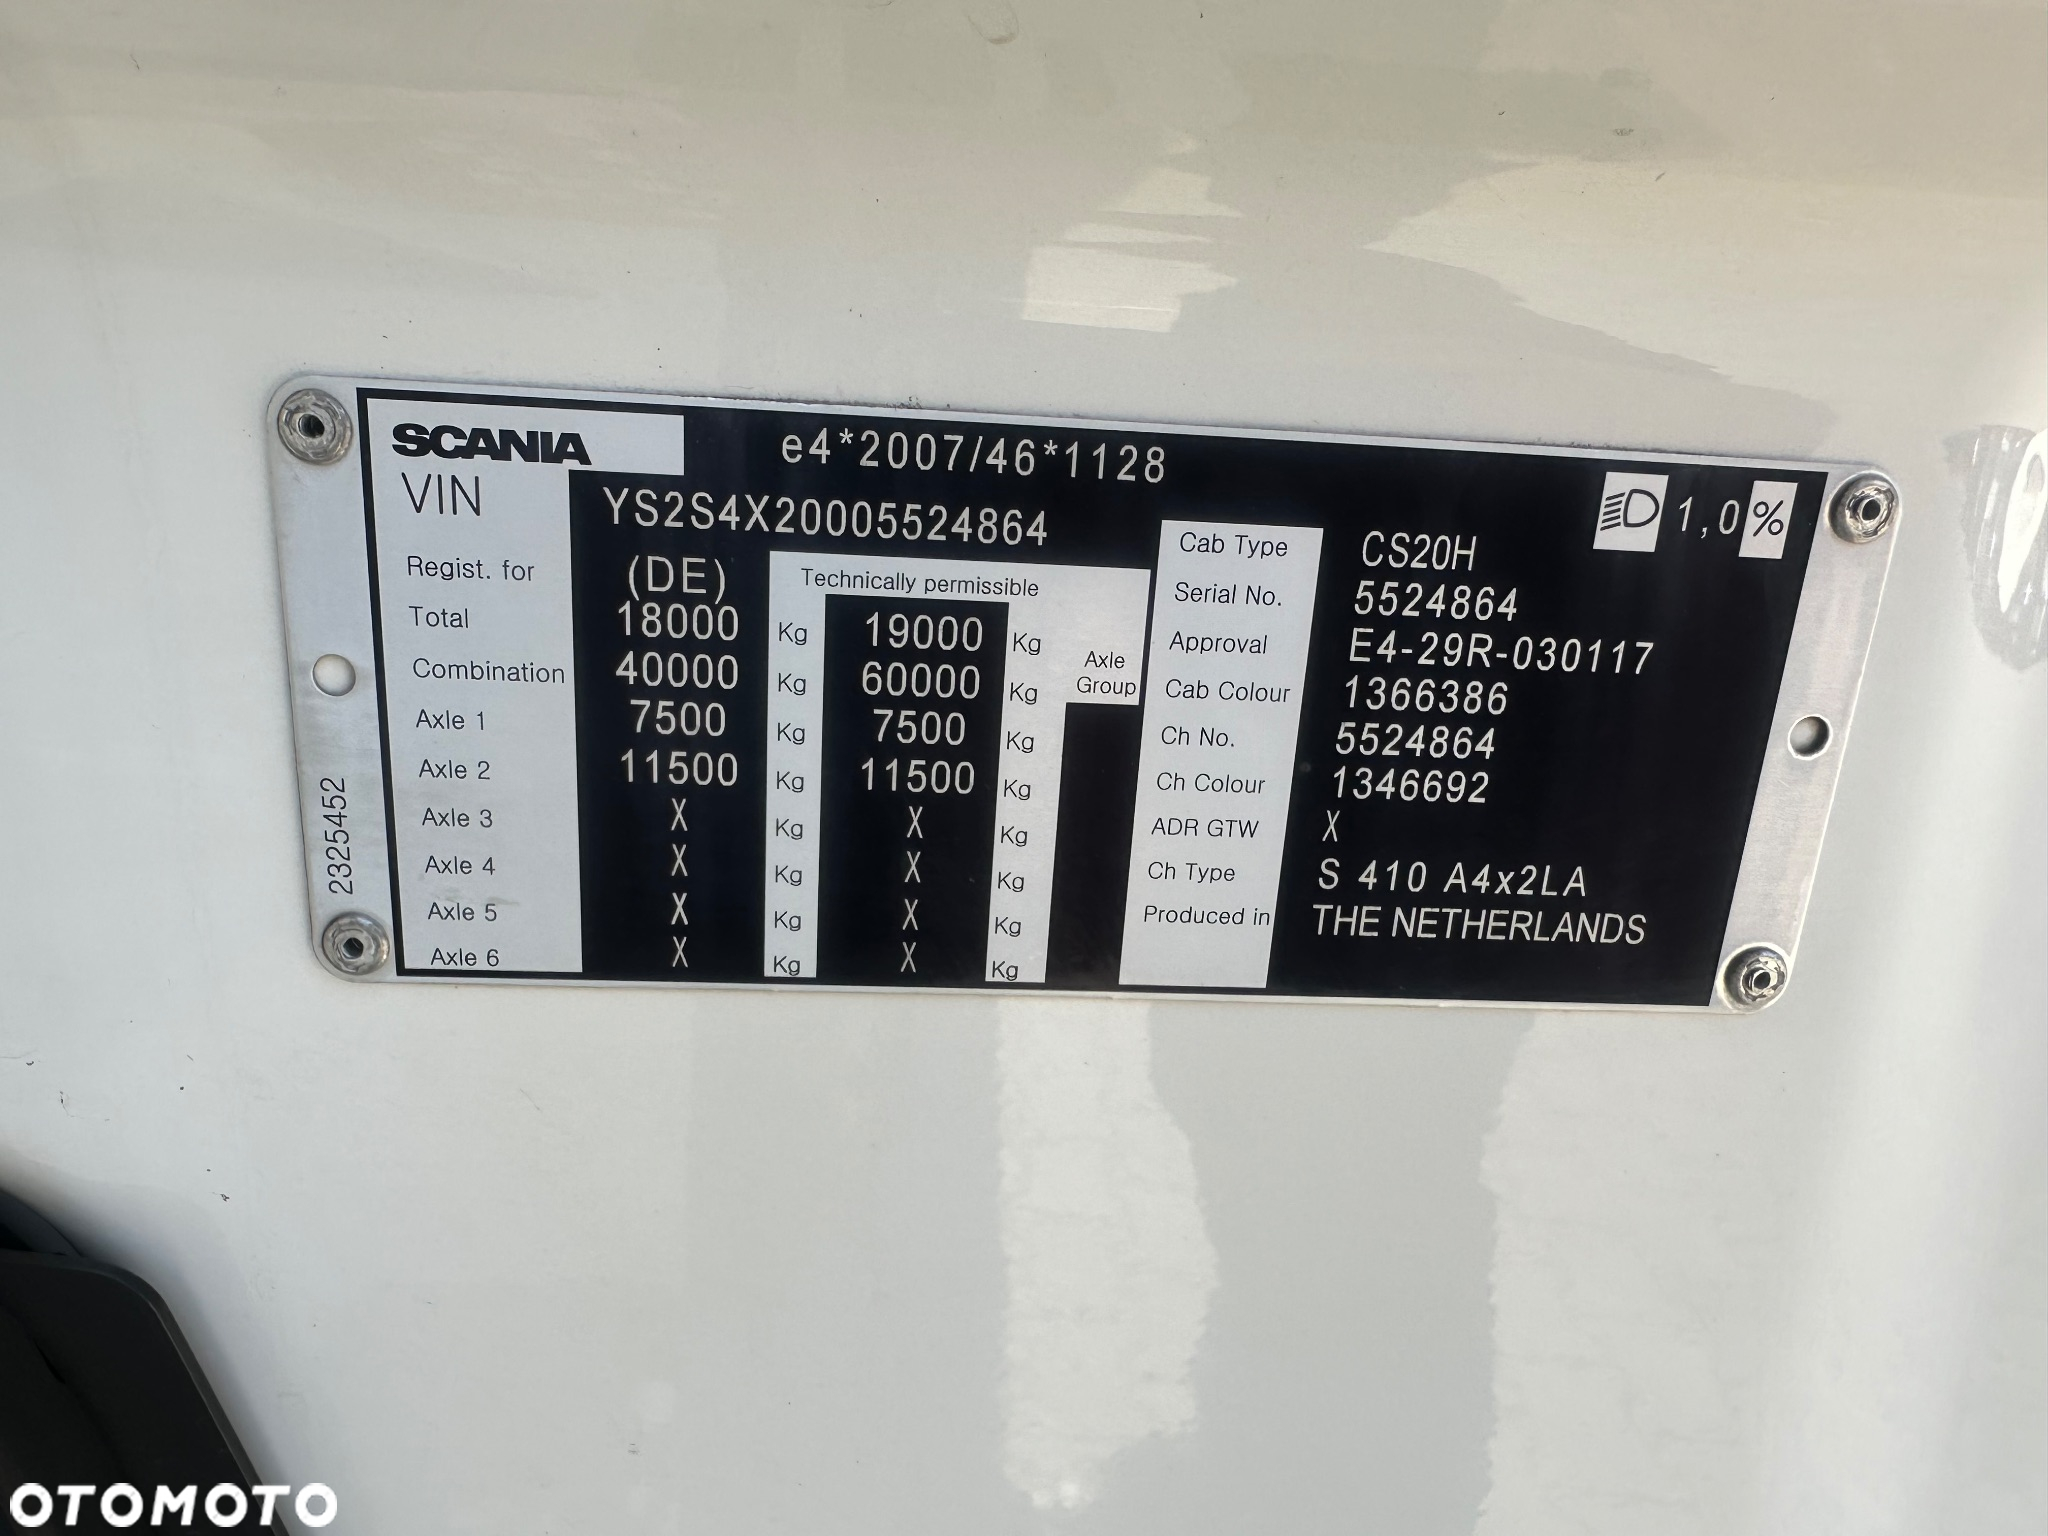 SCANIA e4*2007/46*1128
VIN YS2S4X20005524864
1,0 %
Regist. for (DE) Technically permissible
Total 18000 Kg 19000 Kg
Combination 40000 Kg 60000 Kg Axle Group
Axle 1 7500 Kg 7500 Kg
Axle 2 11500 Kg 11500 Kg
Axle 3 X Kg X Kg
Axle 4 X Kg X Kg
Axle 5 X Kg X Kg
Axle 6 X Kg X Kg
Cab Type CS20H
Serial No. 5524864
Approval E4-29R-030117
Cab Colour 1366386
Ch No. 5524864
Ch Colour 1346692
ADR GTW X
Ch Type S 410 A4x2LA
Produced in THE NETHERLANDS
2325452
OTOMOTO